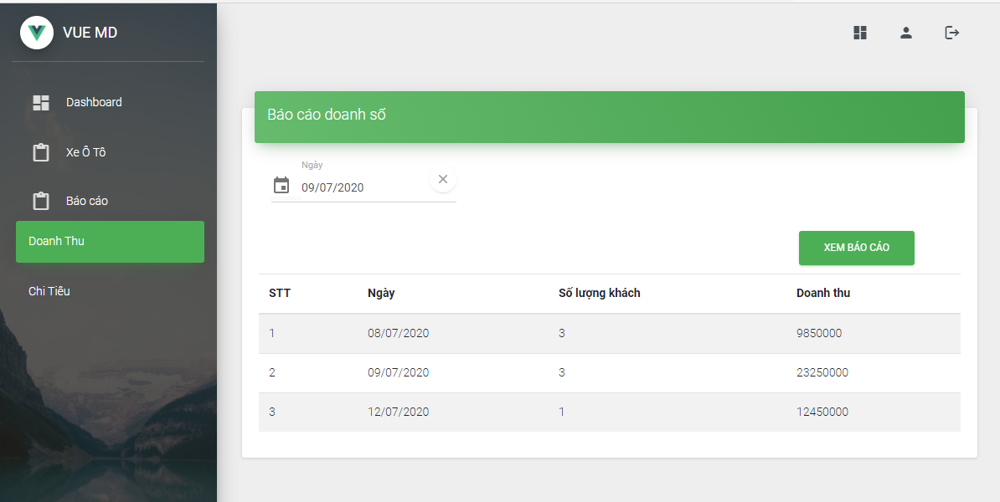 VUE MD
Dashboard
Xe Ô Tô
Báo cáo
Doanh Thu
Chi Tiêu
Báo cáo doanh số
Ngày
09/07/2020
XEM BÁO CÁO
STT Ngày Số lượng khách Doanh thu
1 08/07/2020 3 9850000
2 09/07/2020 3 23250000
3 12/07/2020 1 12450000